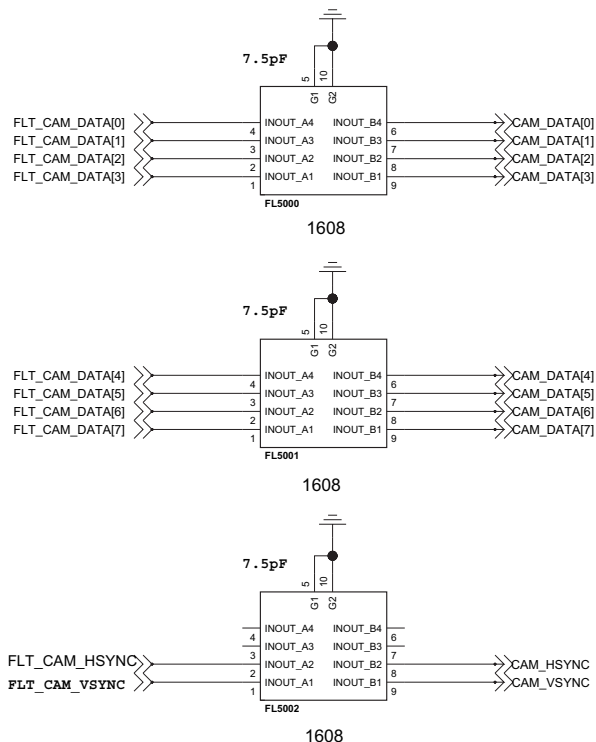 7.5pF
5 10
G1 G2
FLT_CAM_DATA[0] INOUT_A4 INOUT_B4 CAM_DATA[0]
4 6
FLT_CAM_DATA[1] INOUT_A3 INOUT_B3 CAM_DATA[1]
3 7
FLT_CAM_DATA[2] INOUT_A2 INOUT_B2 CAM_DATA[2]
2 8
FLT_CAM_DATA[3] INOUT_A1 INOUT_B1 CAM_DATA[3]
1 9
FL5000
1608
7.5pF
5 10
G1 G2
FLT_CAM_DATA[4] INOUT_A4 INOUT_B4 CAM_DATA[4]
4 6
FLT_CAM_DATA[5] INOUT_A3 INOUT_B3 CAM_DATA[5]
3 7
FLT_CAM_DATA[6] INOUT_A2 INOUT_B2 CAM_DATA[6]
2 8
FLT_CAM_DATA[7] INOUT_A1 INOUT_B1 CAM_DATA[7]
1 9
FL5001
1608
7.5pF
5 10
G1 G2
INOUT_A4 INOUT_B4
4 6
INOUT_A3 INOUT_B3
3 7
FLT_CAM_HSYNC INOUT_A2 INOUT_B2 CAM_HSYNC
2 8
FLT_CAM_VSYNC INOUT_A1 INOUT_B1 CAM_VSYNC
1 9
FL5002
1608